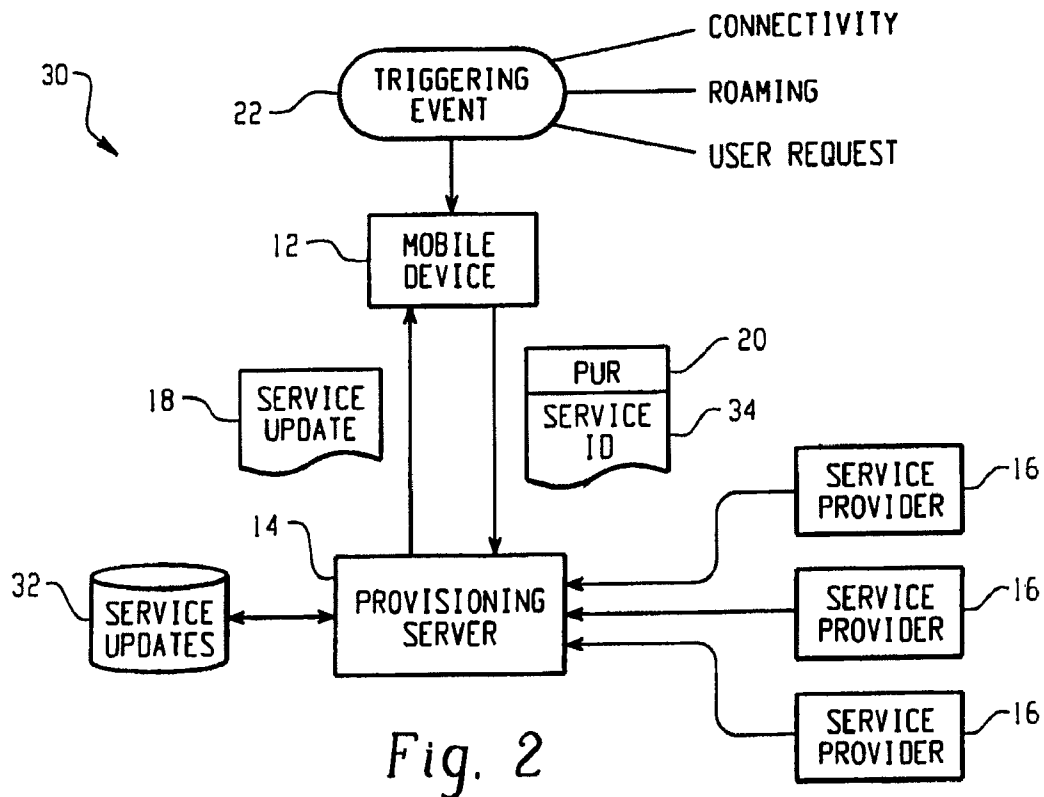 CONNECTIVITY
30
TRIGGERING
EVENT
22
ROAMING
USER REQUEST
12
MOBILE
DEVICE
20
PUR
18
SERVICE
UPDATE
34
SERVICE
ID
SERVICE
PROVIDER
16
14
32
SERVICE
UPDATES
PROVISIONING
SERVER
SERVICE
PROVIDER
16
SERVICE
PROVIDER
16
Fig. 2